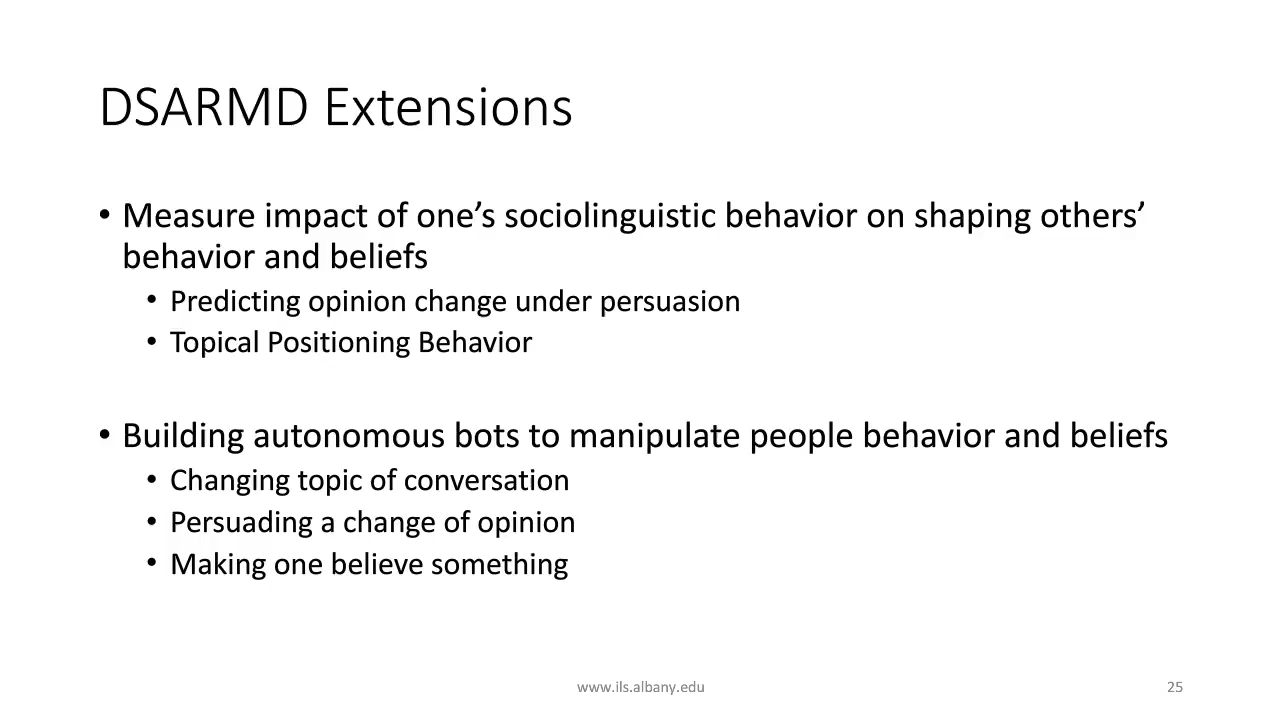 DSARMD Extensions
• Measure impact of one’s sociolinguistic behavior on shaping others’
behavior and beliefs
• Predicting opinion change under persuasion
• Topical Positioning Behavior
• Building autonomous bots to manipulate people behavior and beliefs
• Changing topic of conversation
• Persuading a change of opinion
• Making one believe something
www.ils.albany.edu
25